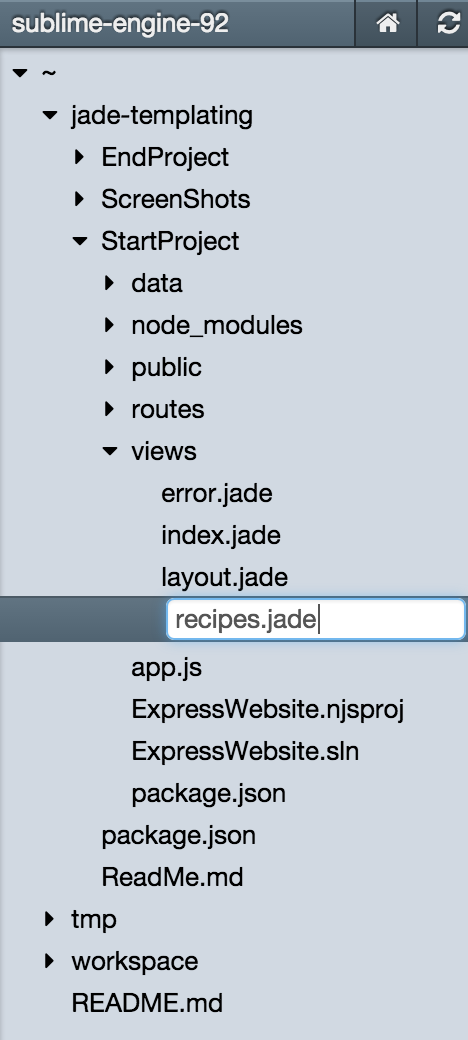 sublime-engine-92
~
jade-templating
EndProject
ScreenShots
StartProject
data
node_modules
public
routes
views
error.jade
index.jade
layout.jade
recipes.jade
app.js
ExpressWebsite.njsproj
ExpressWebsite.sln
package.json
package.json
ReadMe.md
tmp
workspace
README.md